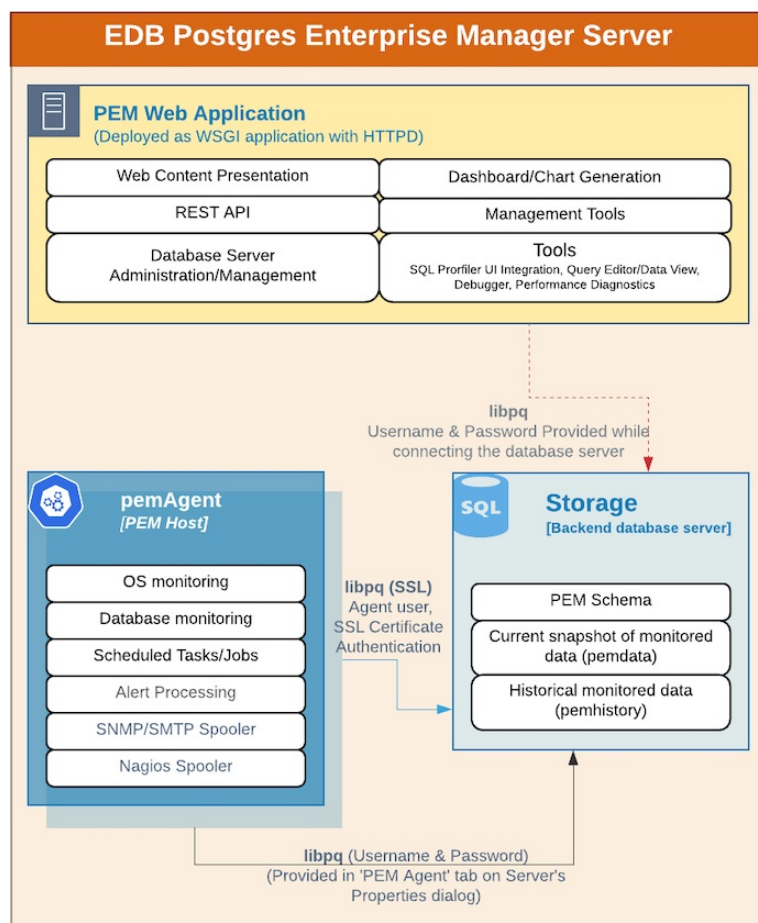 EDB Postgres Enterprise Manager Server
PEM Web Application
(Deployed as WSGI application with HTTPD)
Web Content Presentation
Dashboard/Chart Generation
REST API
Management Tools
Database Server
Administration/Management
Tools
SQL Prorfiler UI Integration, Query Editor/Data View,
Debugger, Performance Diagnostics
libpq
Username & Password Provided while
connecting the database server
pemAgent
[PEM Host]
OS monitoring
Database monitoring
Scheduled Tasks/Jobs
Alert Processing
SNMP/SMTP Spooler
Nagios Spooler
libpq (SSL)
Agent user,
SSL Certificate
Authentication
SQL
Storage
[Backend database server]
PEM Schema
Current snapshot of monitored
data (pemdata)
Historical monitored data
(pemhistory)
libpq (Username & Password)
(Provided in 'PEM Agent' tab on Server's
Properties dialog)